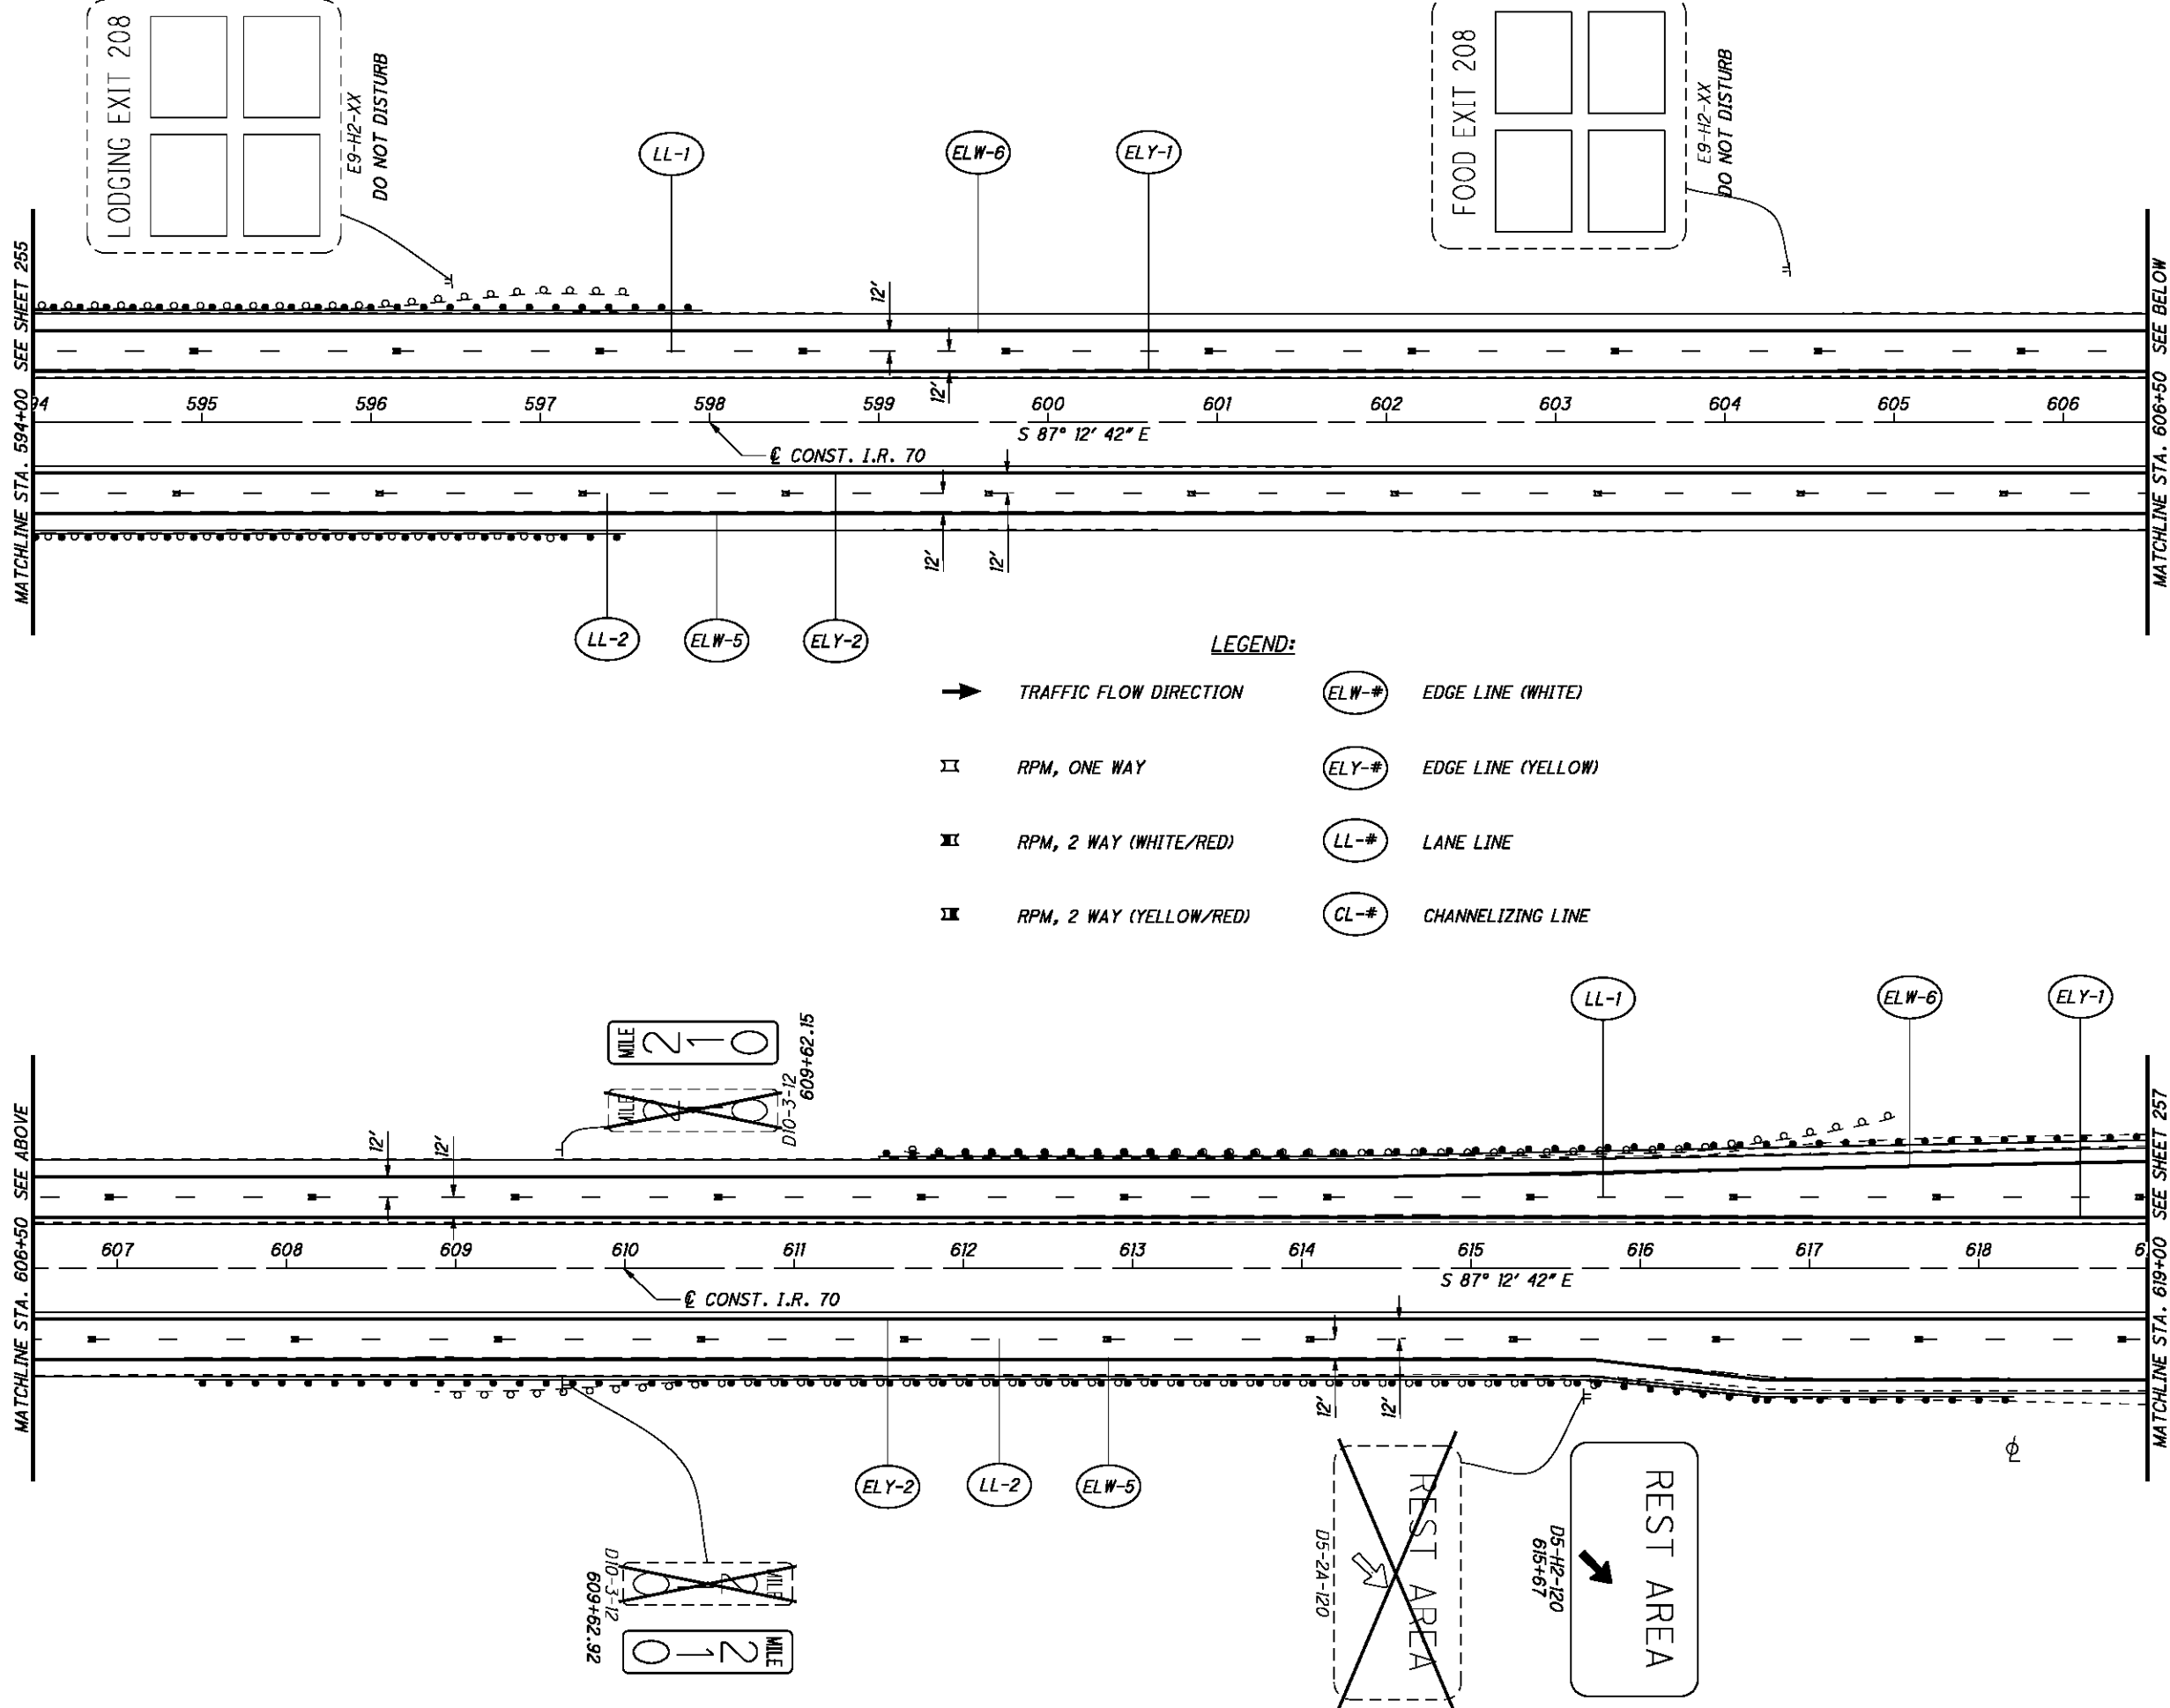 LODGING EXIT 208
E9-H2-XX
DO NOT DISTURB
FOOD EXIT 208
E9-H2-XX
DO NOT DISTURB
LL-1
ELW-6
ELY-1
MATCHLINE STA. 594+00 SEE SHEET 255
MATCHLINE STA. 606+50 SEE BELOW
12'
12'
94 595 596 597 598 599 600 601 602 603 604 605 606
S 87° 12' 42" E
℄ CONST. I.R. 70
12'
12'
LL-2
ELW-5
ELY-2
LEGEND:
TRAFFIC FLOW DIRECTION
ELW-# EDGE LINE (WHITE)
RPM, ONE WAY
ELY-# EDGE LINE (YELLOW)
RPM, 2 WAY (WHITE/RED)
LL-# LANE LINE
RPM, 2 WAY (YELLOW/RED)
CL-# CHANNELIZING LINE
LL-1
ELW-6
ELY-1
MILE 210
MILE 210
D10-3-12
609+62.15
MATCHLINE STA. 606+50 SEE ABOVE
MATCHLINE STA. 619+00 SEE SHEET 257
12'
12'
607 608 609 610 611 612 613 614 615 616 617 618 6
S 87° 12' 42" E
℄ CONST. I.R. 70
12'
12'
ELY-2
LL-2
ELW-5
MILE 210
D10-3-12
609+62.92
MILE 210
REST AREA
D5-2A-120
REST AREA
D5-H2-120
615+67